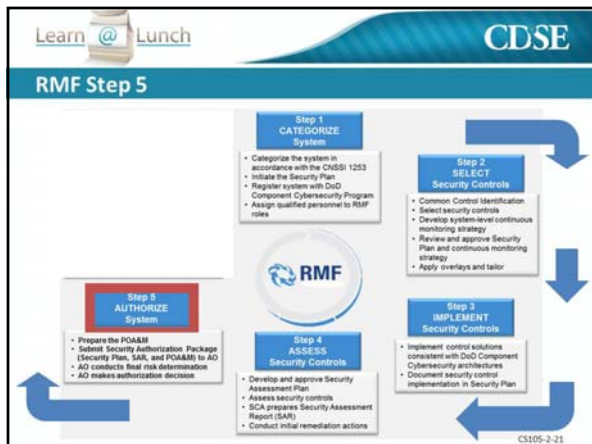 Learn @ Lunch
CDSE
RMF Step 5
Step 1
CATEGORIZE
System
• Categorize the system in
accordance with the CNSSI 1253
• Initiate the Security Plan
• Register system with DoD
Component Cybersecurity Program
• Assign qualified personnel to RMF
roles
Step 2
SELECT
Security Controls
• Common Control Identification
• Select security controls
• Develop system-level continuous
monitoring strategy
• Review and approve Security
Plan and continuous monitoring
strategy
• Apply overlays and tailor
RMF
Step 3
IMPLEMENT
Security Controls
• Implement control solutions
consistent with DoD Component
Cybersecurity architectures
• Document security control
implementation in Security Plan
Step 4
ASSESS
Security Controls
• Develop and approve Security
Assessment Plan
• Assess security controls
• SCA prepares Security Assessment
Report (SAR)
• Conduct initial remediation actions
Step 5
AUTHORIZE
System
• Prepare the POA&M
• Submit Security Authorization Package
(Security Plan, SAR, and POA&M) to AO
• AO conducts final risk determination
• AO makes authorization decision
CS105-2-21